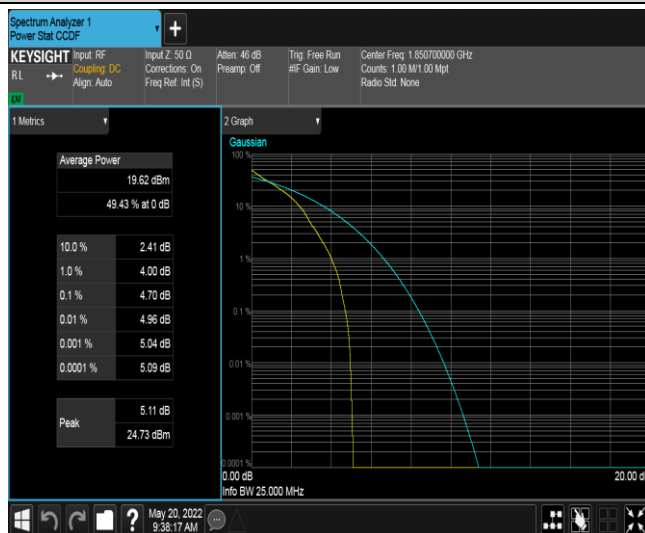 Spectrum Analyzer 1
Power Stat CCDF
+
KEYSIGHT
RL
LM
Input: RF
Coupling: DC
Align: Auto
Input Z: 50 Ω
Corrections: On
Freq Ref: Int (S)
Atten: 46 dB
Preamp: Off
Trig: Free Run
#IF Gain: Low
Center Freq: 1.850700000 GHz
Counts: 1.00 M/1.00 Mpt
Radio Std: None
1 Metrics
Average Power
19.62 dBm
49.43 % at 0 dB
10.0 % 2.41 dB
1.0 % 4.00 dB
0.1 % 4.70 dB
0.01 % 4.96 dB
0.001 % 5.04 dB
0.0001 % 5.09 dB
Peak
5.11 dB
24.73 dBm
2 Graph
Gaussian
100 %
10 %
1 %
0.1 %
0.01 %
0.001 %
0.0001 %
0.00 dB 20.00 d
Info BW 25.000 MHz
? May 20, 2022
9:38:17 AM